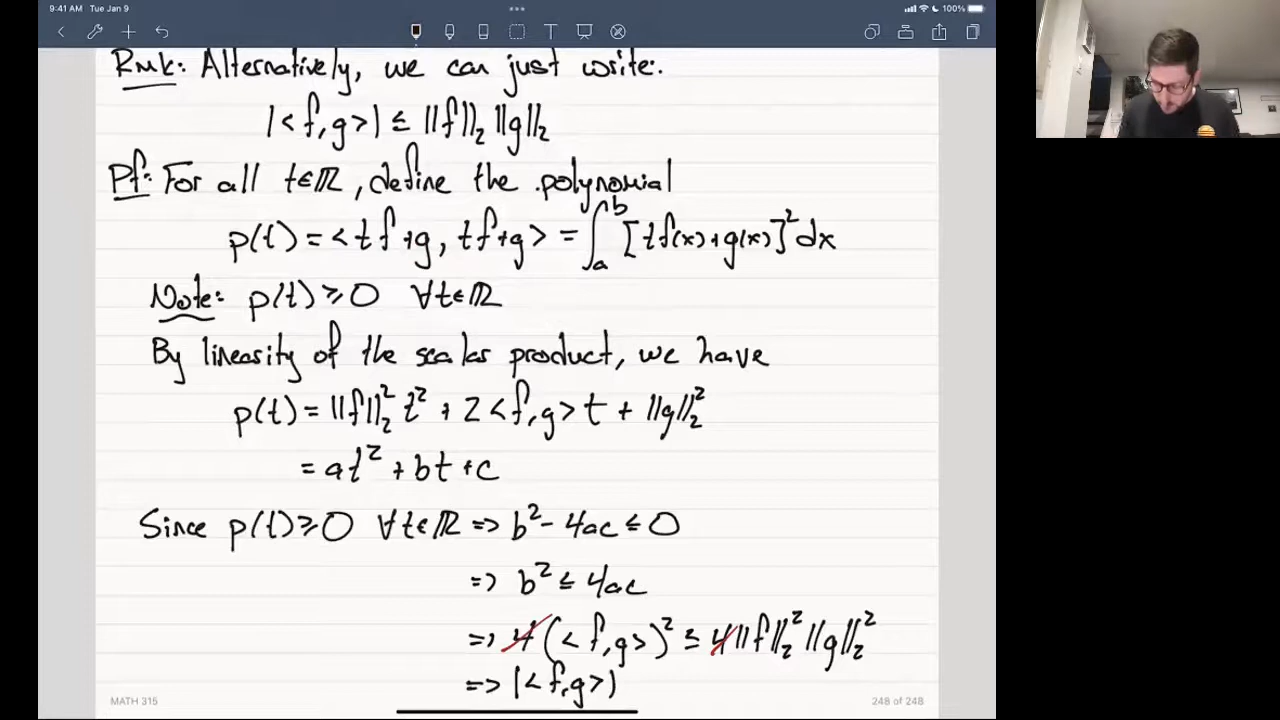 9:41 AM Tue Jan 9
100%
Rmk: Alternatively, we can just write:
|<f,g>| ≤ ||f||₂ ||g||₂
Pf: For all t∈ℝ, define the polynomial
p(t) = <tf+g, tf+g> = ∫ₐᵇ [tf(x)+g(x)]² dx
Note: p(t) ≥ 0 ∀t∈ℝ
By linearity of the scalar product, we have
p(t) = ||f||₂² t² + 2<f,g>t + ||g||₂²
= at² + bt + c
Since p(t) ≥ 0 ∀t∈ℝ => b² - 4ac ≤ 0
=> b² ≤ 4ac
=> 4(<f,g>)² ≤ 4||f||₂² ||g||₂²
=> |<f,g>|
MATH 315
248 of 248